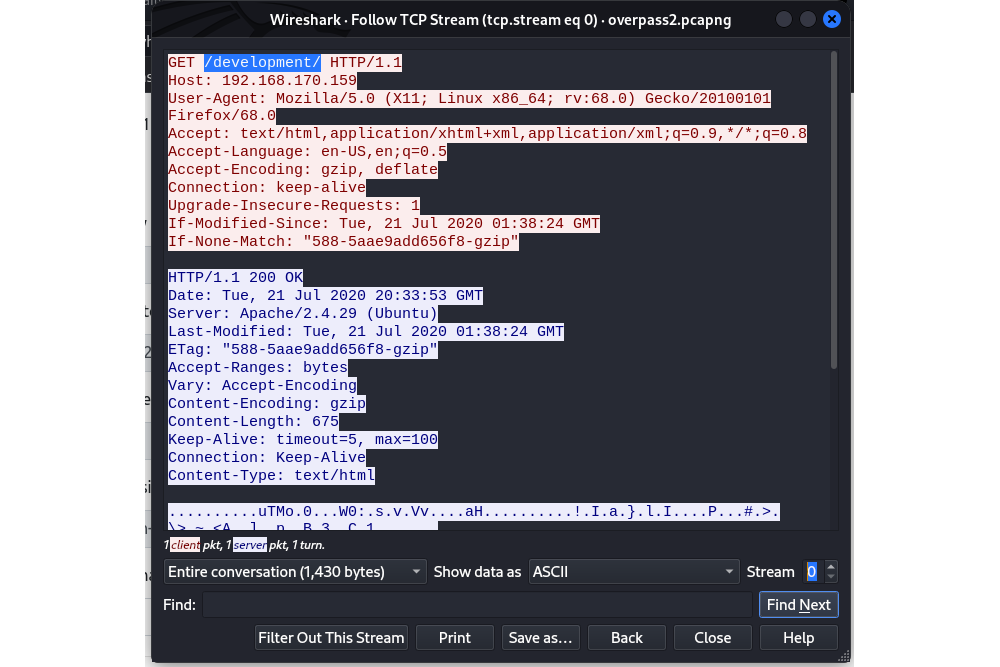 Wireshark · Follow TCP Stream (tcp.stream eq 0) · overpass2.pcapng
GET /development/ HTTP/1.1
Host: 192.168.170.159
User-Agent: Mozilla/5.0 (X11; Linux x86_64; rv:68.0) Gecko/20100101
Firefox/68.0
Accept: text/html,application/xhtml+xml,application/xml;q=0.9,*/*;q=0.8
Accept-Language: en-US,en;q=0.5
Accept-Encoding: gzip, deflate
Connection: keep-alive
Upgrade-Insecure-Requests: 1
If-Modified-Since: Tue, 21 Jul 2020 01:38:24 GMT
If-None-Match: "588-5aae9add656f8-gzip"
HTTP/1.1 200 OK
Date: Tue, 21 Jul 2020 20:33:53 GMT
Server: Apache/2.4.29 (Ubuntu)
Last-Modified: Tue, 21 Jul 2020 01:38:24 GMT
ETag: "588-5aae9add656f8-gzip"
Accept-Ranges: bytes
Vary: Accept-Encoding
Content-Encoding: gzip
Content-Length: 675
Keep-Alive: timeout=5, max=100
Connection: Keep-Alive
Content-Type: text/html
..........uTMo.0...W0:.s.v.Vv....aH..........!.I.a.}.l.I....P...#.>.
1 client pkt, 1 server pkt, 1 turn.
Entire conversation (1,430 bytes) Show data as ASCII Stream 0
Find: Find Next
Filter Out This Stream Print Save as… Back Close Help